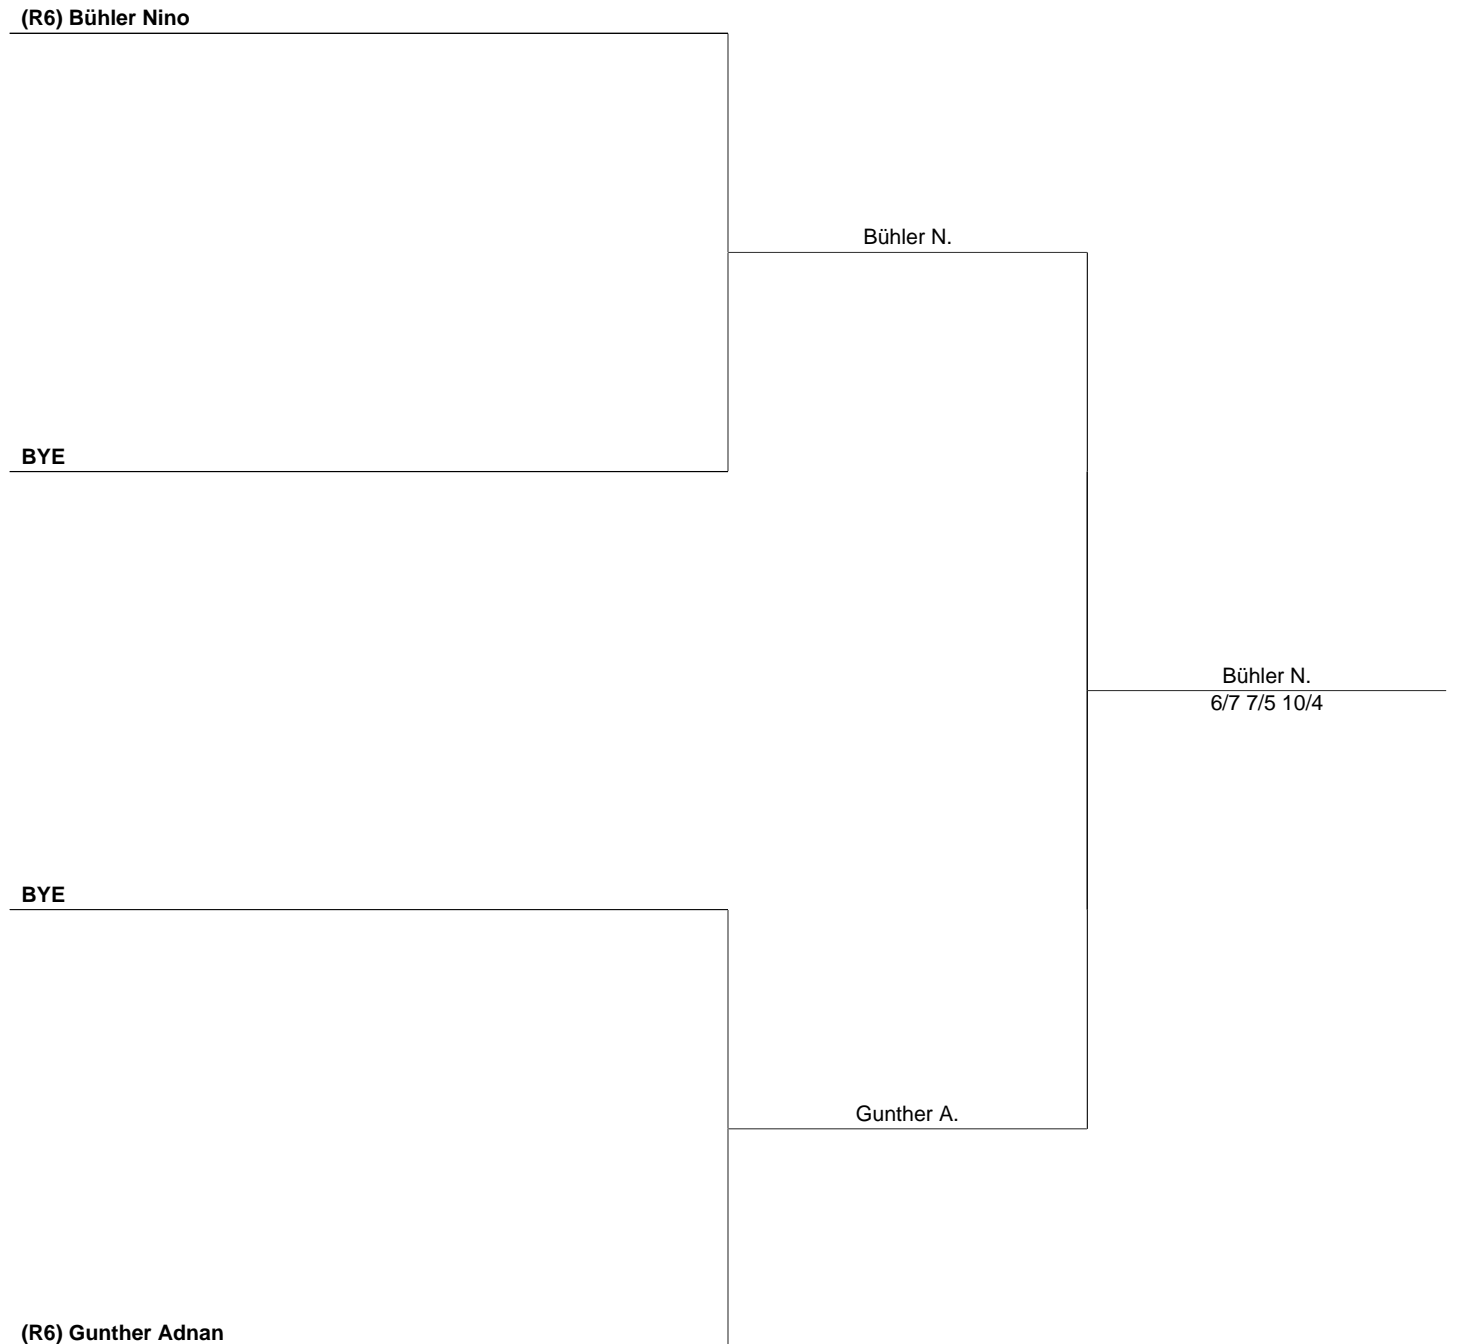 (R6) Bühler Nino
Bühler N.
BYE
Bühler N.
6/7 7/5 10/4
BYE
Gunther A.
(R6) Gunther Adnan